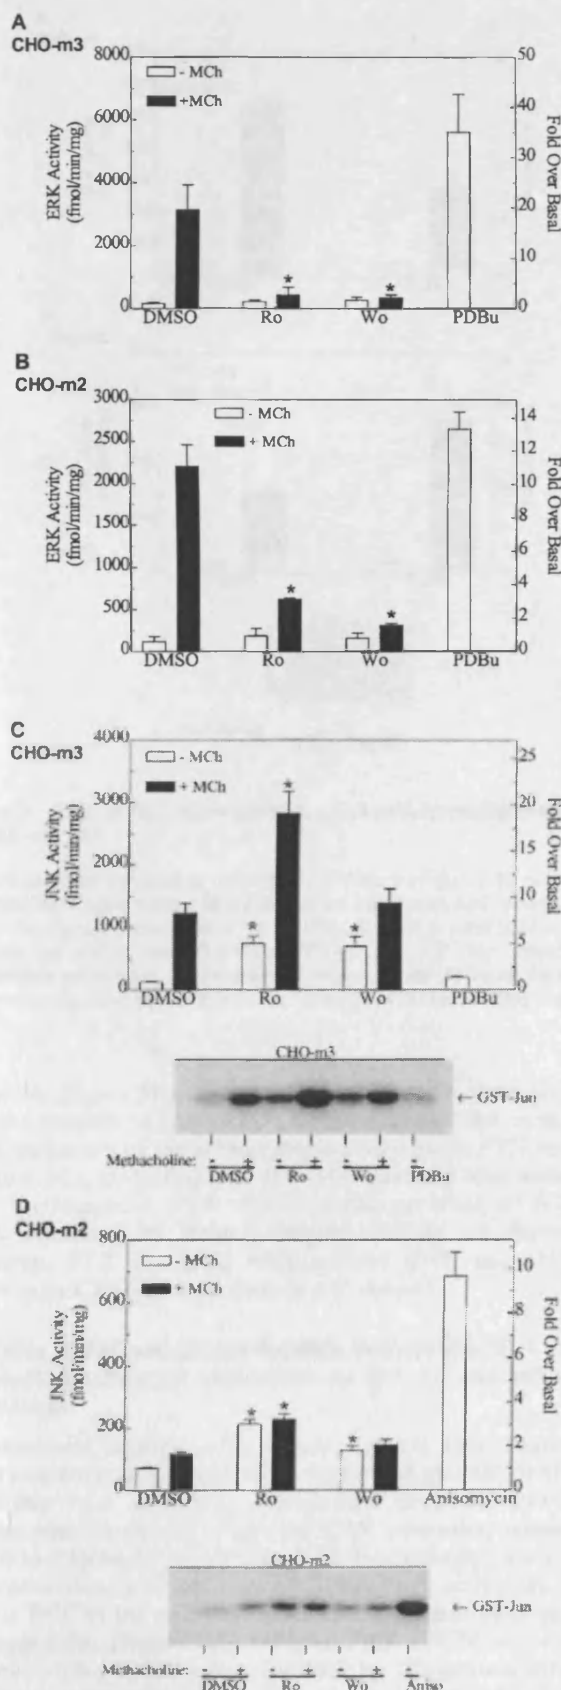 A
CHO-m3
8000
6000
4000
2000
0
ERK Activity
(fmol/min/mg)
- MCh
+MCh
*
*
50
40
30
20
10
0
Fold Over Basal
DMSO Ro Wo PDBu
B
CHO-m2
3000
2500
2000
1500
1000
500
0
ERK Activity
(fmol/min/mg)
- MCh
+ MCh
*
*
14
12
10
8
6
4
2
0
Fold Over Basal
DMSO Ro Wo PDBu
C
CHO-m3
4000
3000
2000
1000
0
JNK Activity
(fmol/min/mg)
- MCh
+ MCh
*
*
*
25
20
15
10
5
0
Fold Over Basal
DMSO Ro Wo PDBu
CHO-m3
← GST-Jun
Methacholine: - + - + - + -
DMSO Ro Wo PDBu
D
CHO-m2
800
600
400
200
0
JNK Activity
(fmol/min/mg)
- MCh
+ MCh
*
*
*
10
8
6
4
2
0
Fold Over Basal
DMSO Ro Wo Anisomycin
CHO-m2
← GST-Jun
Methacholine: - + - + - + -
DMSO Ro Wo Aniso